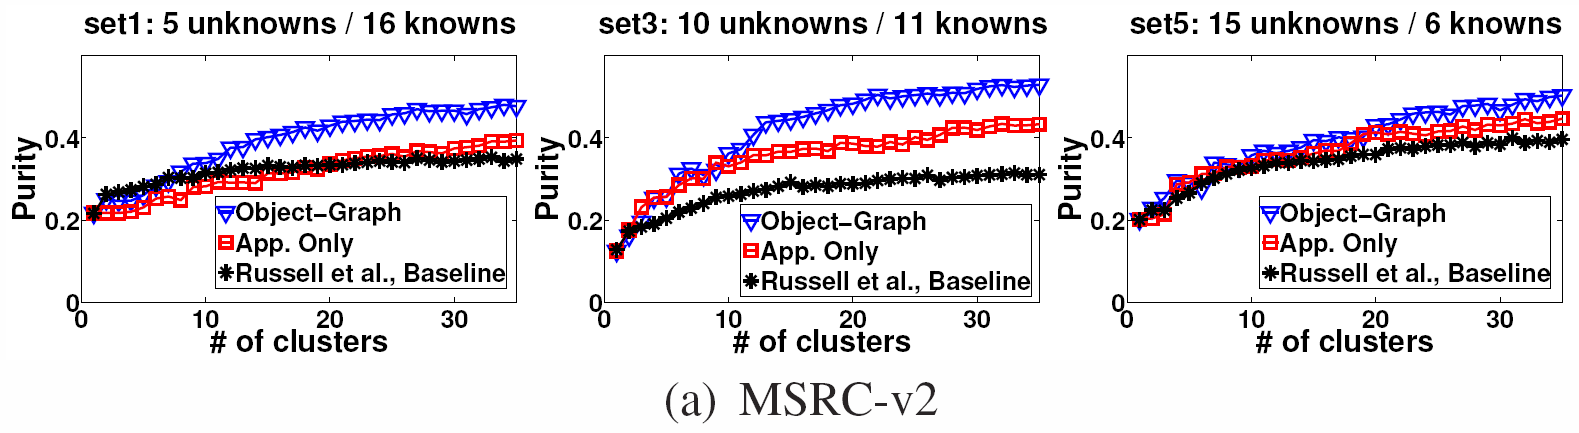 set1: 5 unknowns / 16 knowns
Purity
0.4
0.2
0
0 10 20 30
# of clusters
Object-Graph
App. Only
Russell et al., Baseline
set3: 10 unknowns / 11 knowns
Purity
0.4
0.2
0
0 10 20 30
# of clusters
Object-Graph
App. Only
Russell et al., Baseline
set5: 15 unknowns / 6 knowns
Purity
0.4
0.2
0
0 10 20 30
# of clusters
Object-Graph
App. Only
Russell et al., Baseline
(a) MSRC-v2